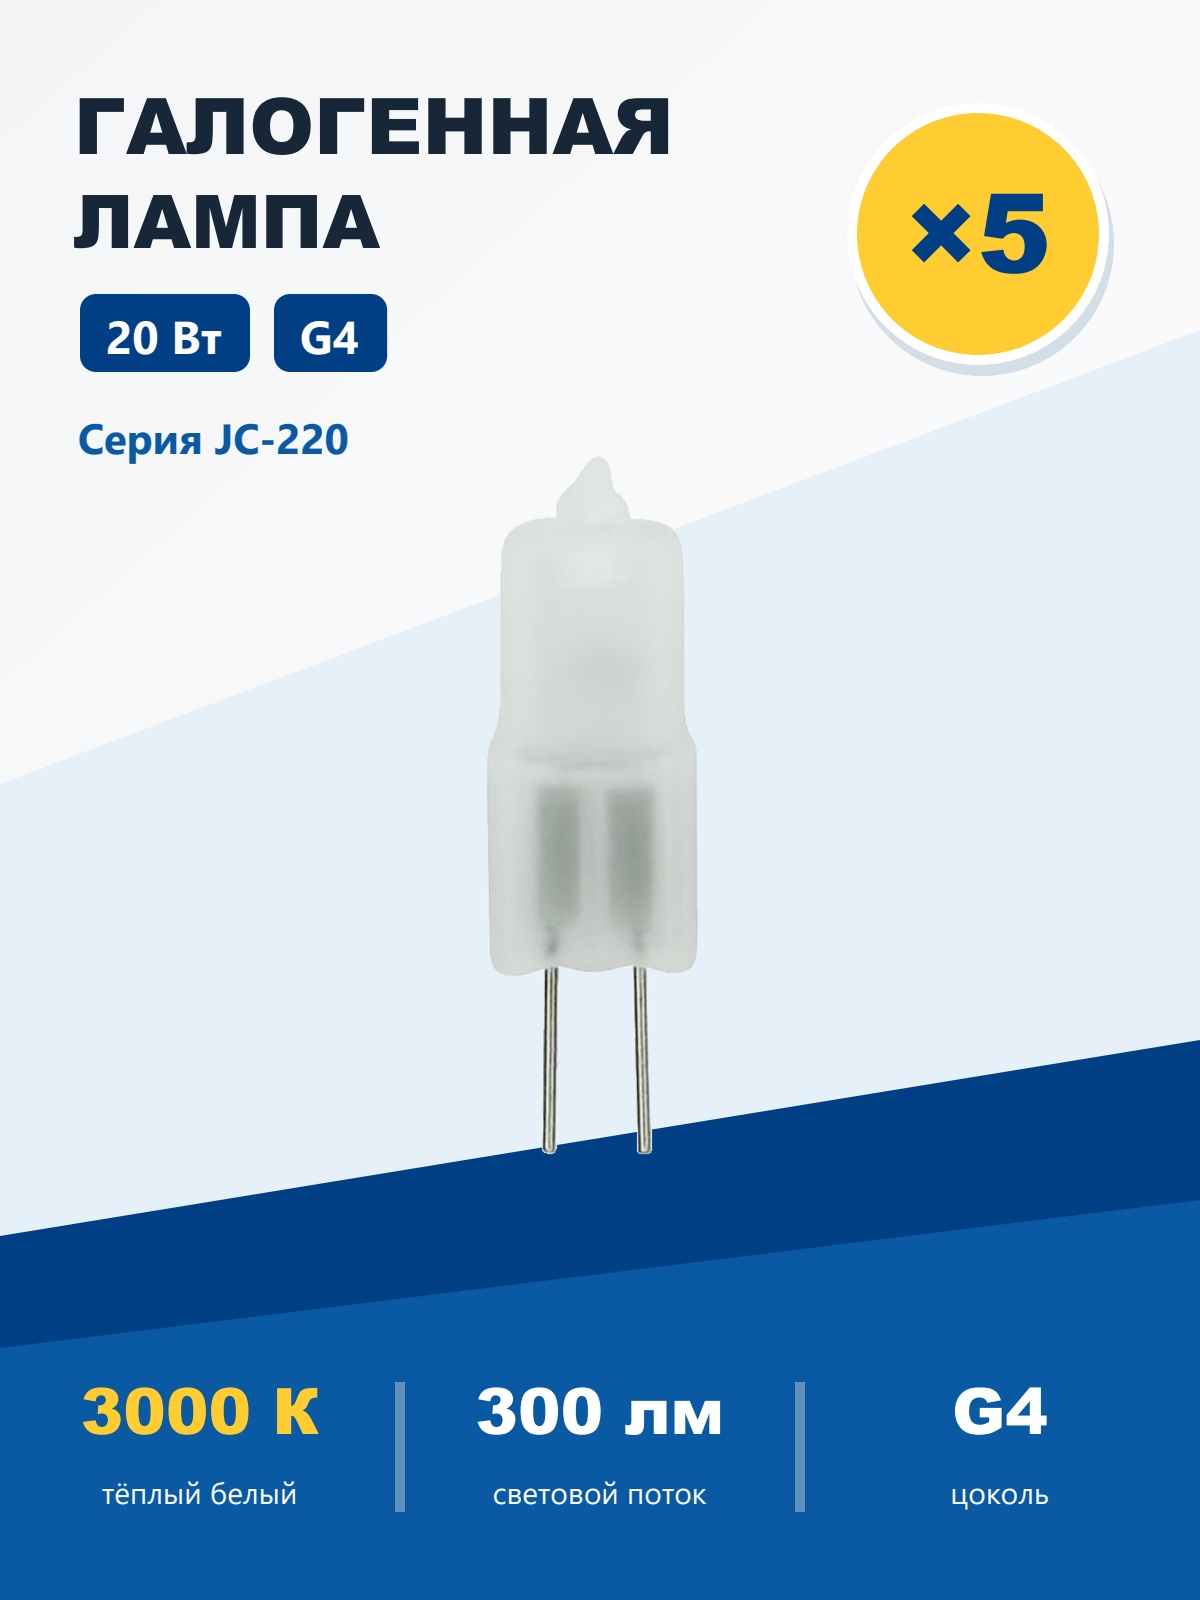 ГАЛОГЕННАЯ
ЛАМПА
×5
20 Вт G4
Серия JC-220
3000 К 300 лм G4
тёплый белый световой поток цоколь